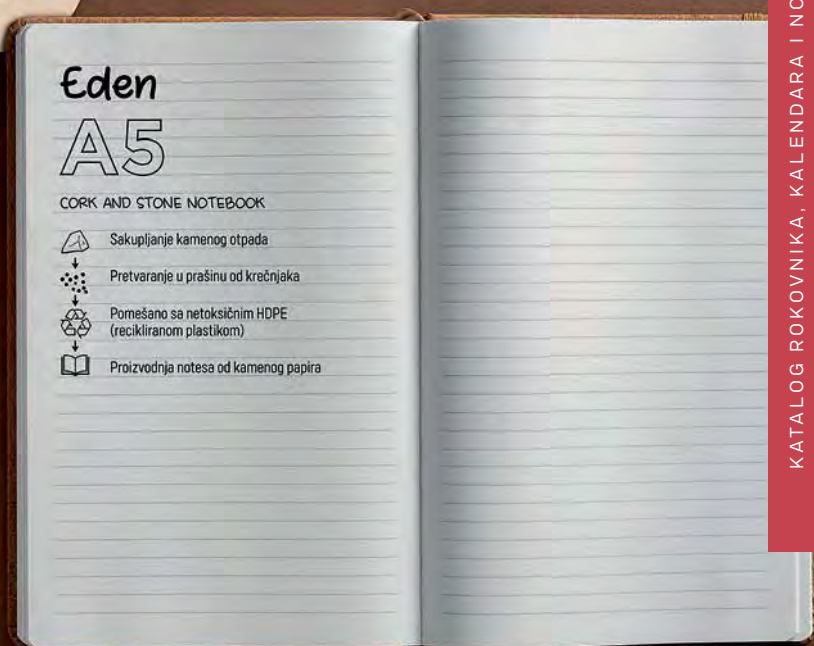 Eden
A5
CORK AND STONE NOTEBOOK
Sakupljanje kamenog otpada
Pretvaranje u prašinu od krečnjaka
Pomešano sa netoksičnim HDPE
(recikliranom plastikom)
Proizvodnja notesa od kamenog papira
KATALOG ROKOVNIKA, KALENDARA I